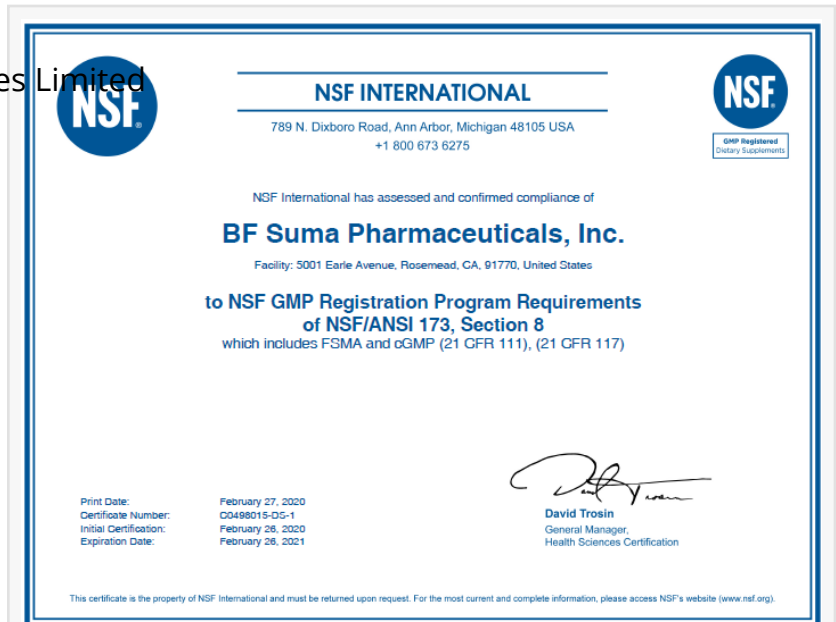 es Limited
NSF®
NSF INTERNATIONAL
NSF®
789 N. Dixboro Road, Ann Arbor, Michigan 48105 USA
+1 800 673 6275
GMP Registered
Dietary Supplements
NSF International has assessed and confirmed compliance of
BF Suma Pharmaceuticals, Inc.
Facility: 5001 Earle Avenue, Rosemead, CA, 91770, United States
to NSF GMP Registration Program Requirements
of NSF/ANSI 173, Section 8
which includes FSMA and cGMP (21 CFR 111), (21 CFR 117)
Print Date: February 27, 2020
Certificate Number: C0498015-DS-1
Initial Certification: February 26, 2020
Expiration Date: February 26, 2021
David Trosin
General Manager,
Health Sciences Certification
This certificate is the property of NSF International and must be returned upon request. For the most current and complete information, please access NSF's website (www.nsf.org).